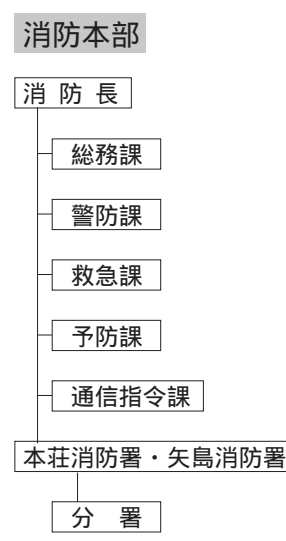 消防本部
消 防 長
総務課
警防課
救急課
予防課
通信指令課
本荘消防署・矢島消防署
分 署